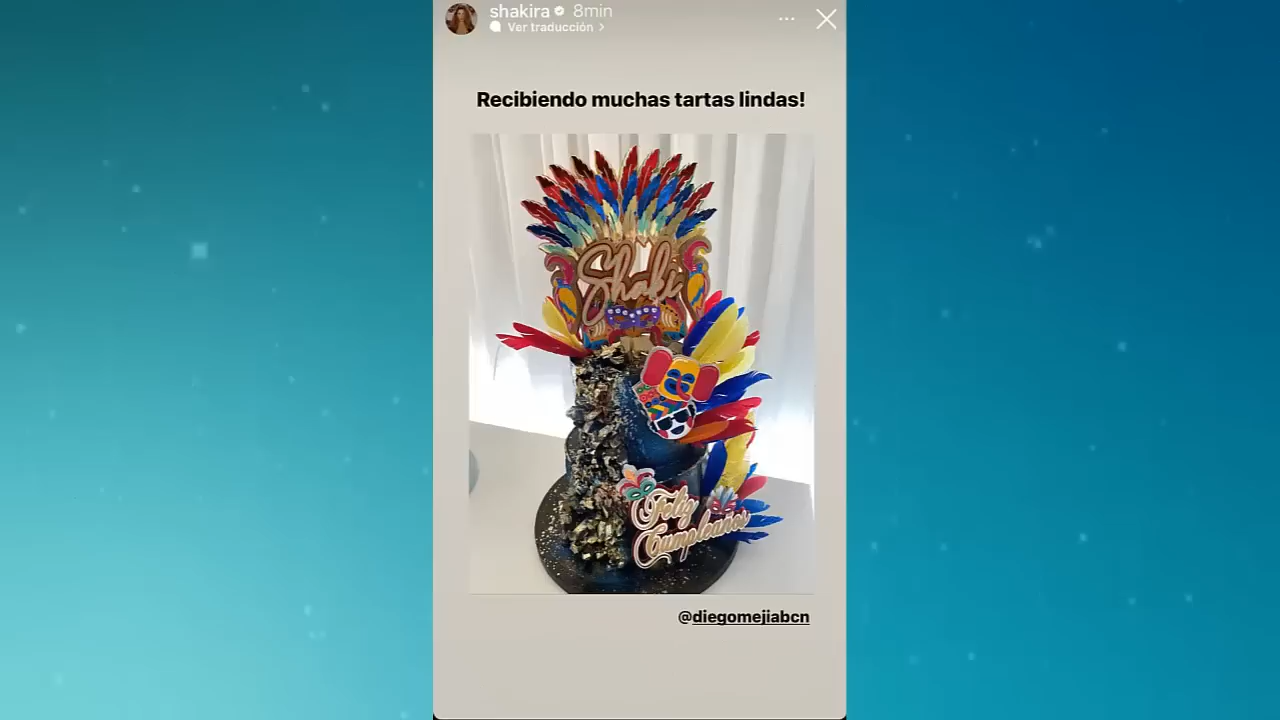 shakira 8min
Ver traducción >
Recibiendo muchas tartas lindas!
Shaki
Feliz
Cumpleaños
@diegomejiabcn